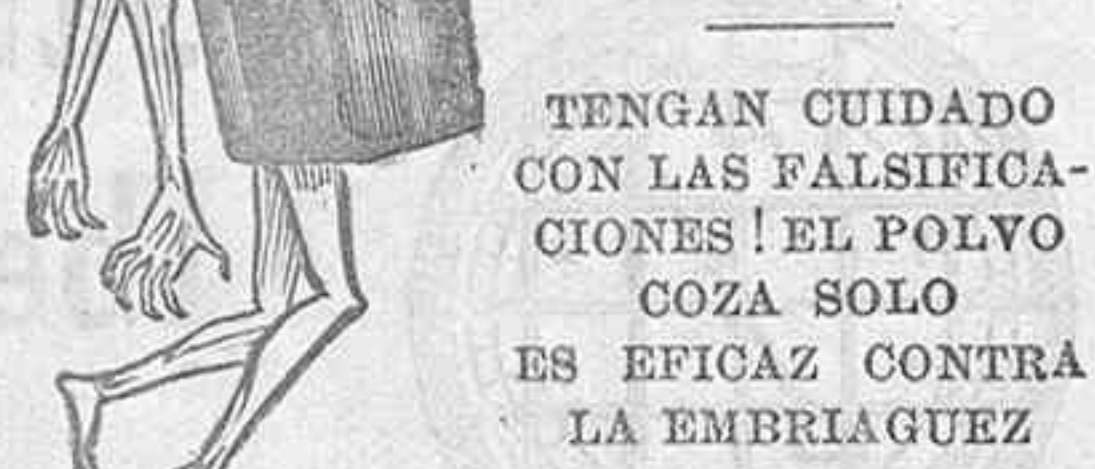 TENGAN CUIDADO
CON LAS FALSIFICA-
CIONES! EL POLVO
COZA SOLO
ES EFICAZ CONTRA
LA EMBRIAGUEZ